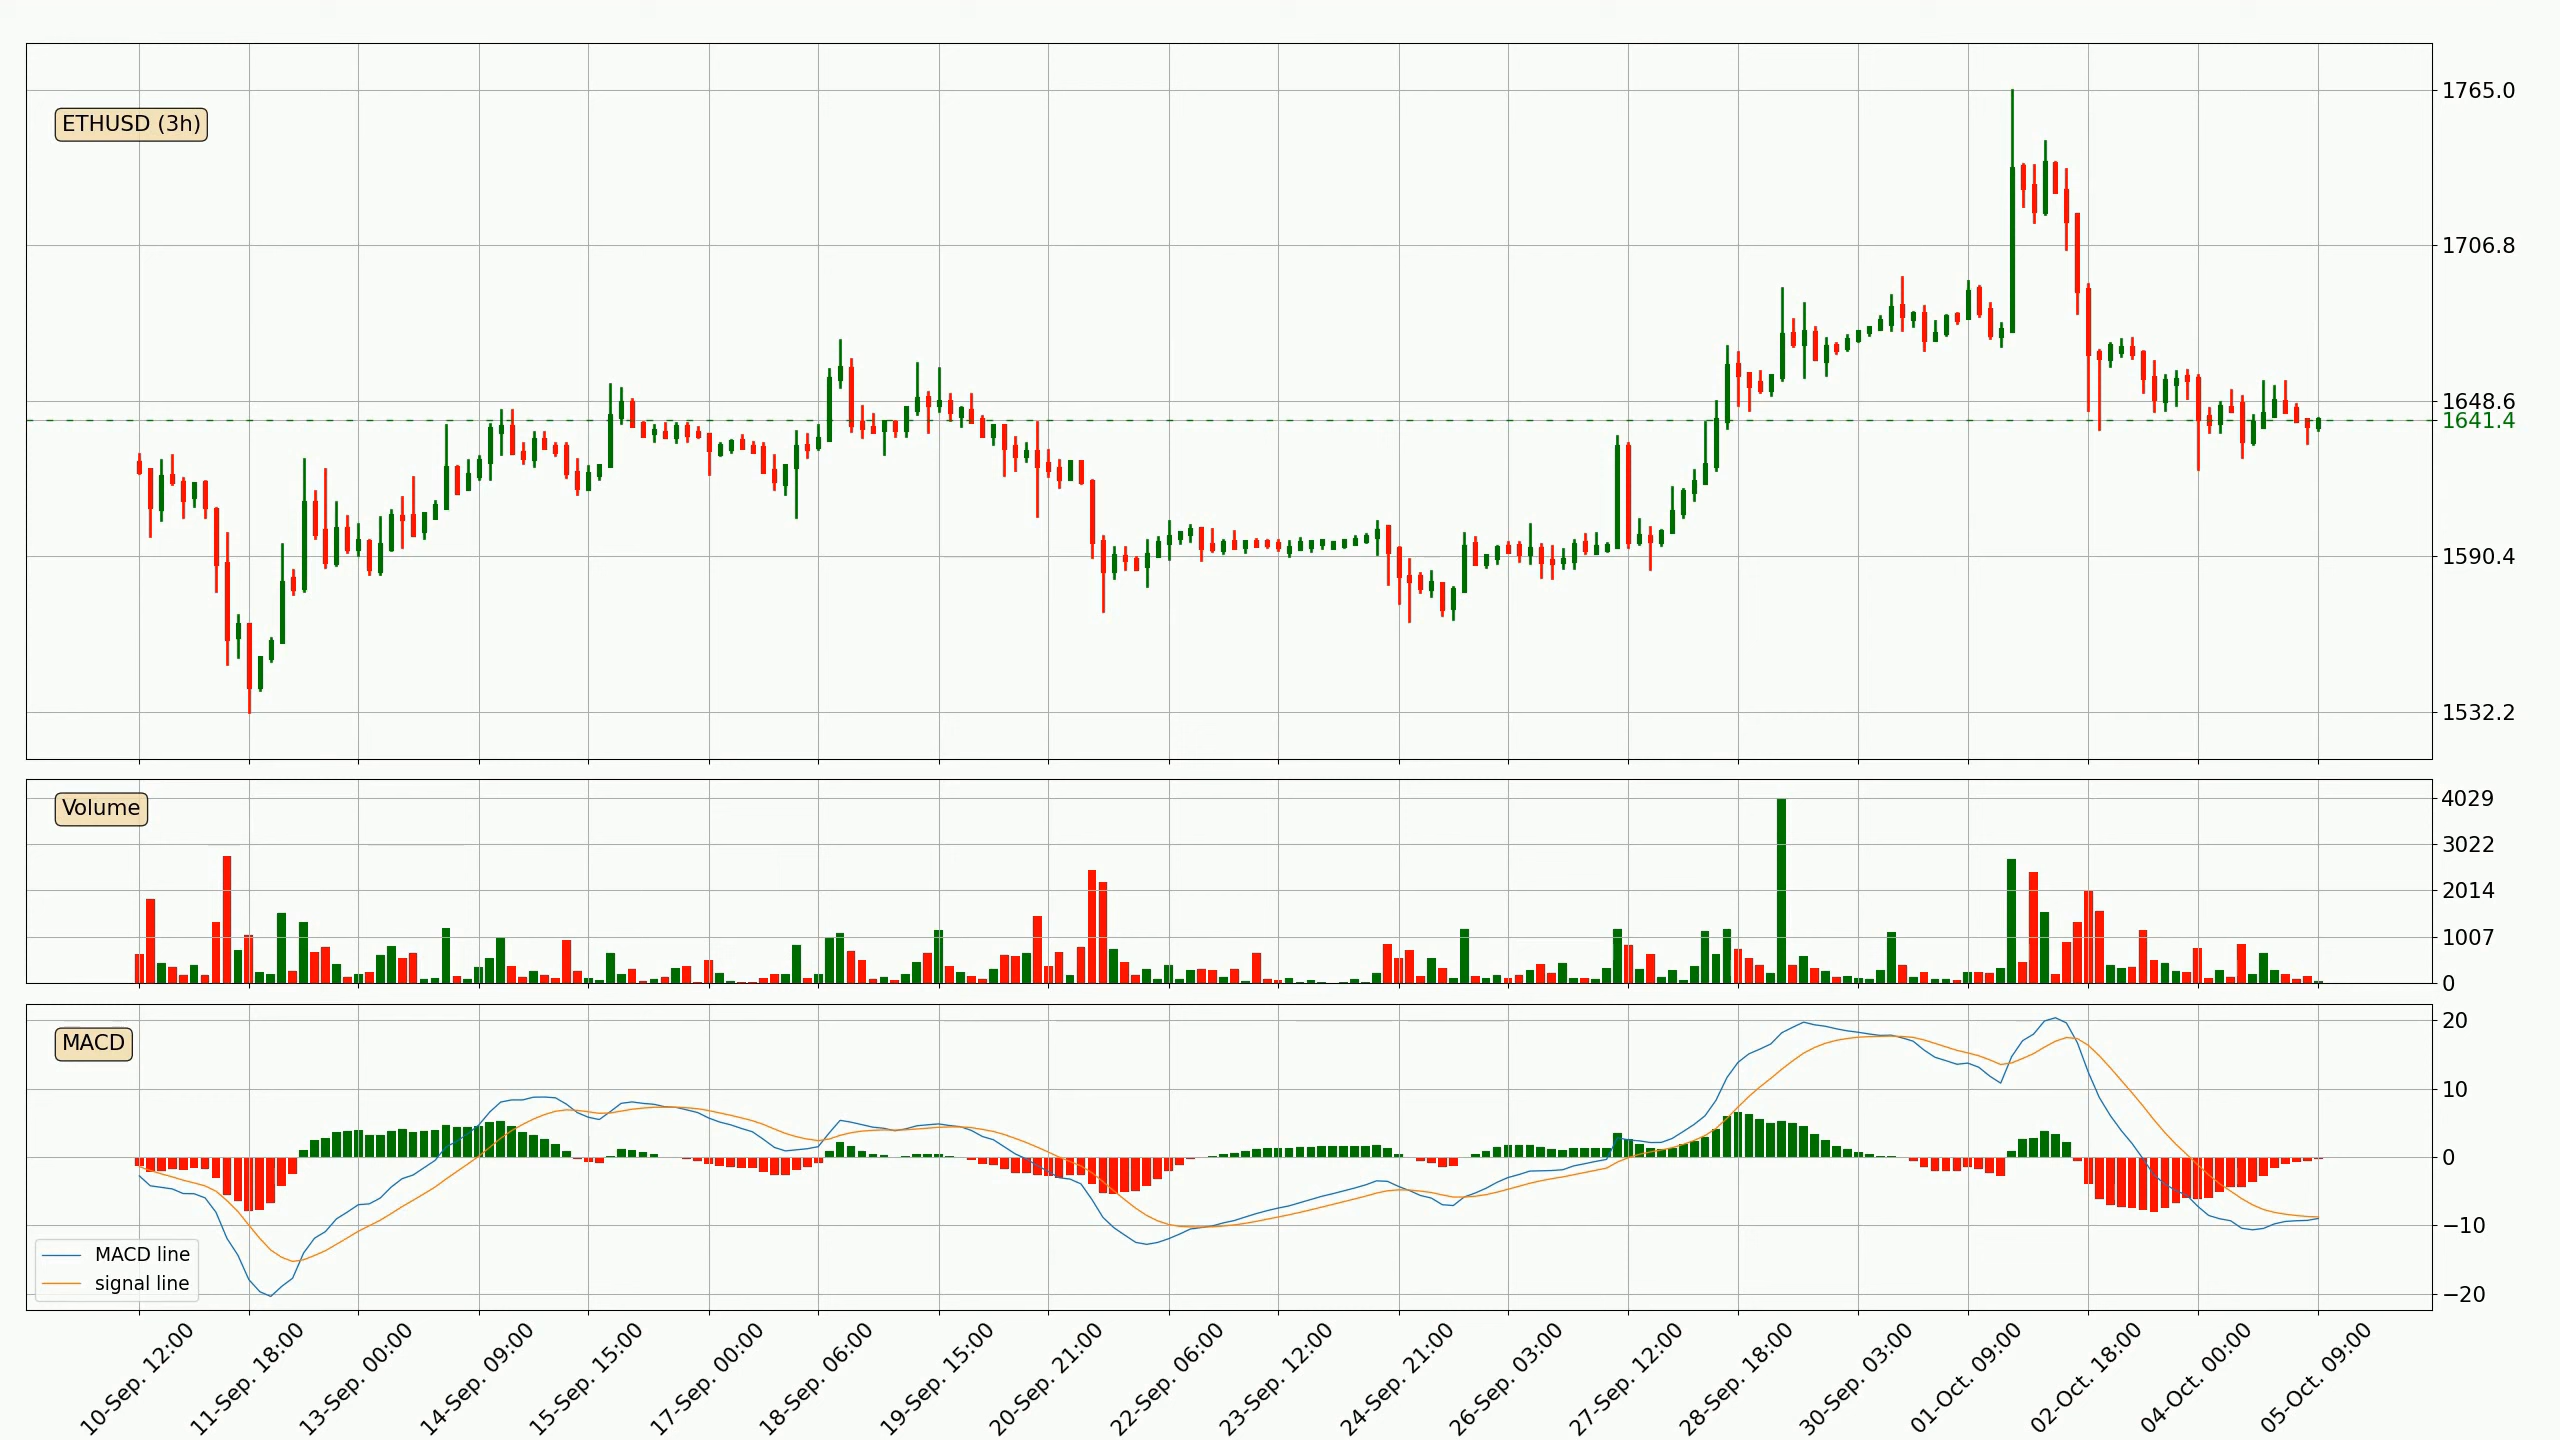 ETHUSD (3h)
1765.0
1706.8
1648.6
1641.4
1590.4
1532.2
Volume
4029
3022
2014
1007
0
MACD
20
10
0
−10
−20
MACD line
signal line
10-Sep. 12:00
11-Sep. 18:00
13-Sep. 00:00
14-Sep. 09:00
15-Sep. 15:00
17-Sep. 00:00
18-Sep. 06:00
19-Sep. 15:00
20-Sep. 21:00
22-Sep. 06:00
23-Sep. 12:00
24-Sep. 21:00
26-Sep. 03:00
27-Sep. 12:00
28-Sep. 18:00
30-Sep. 03:00
01-Oct. 09:00
02-Oct. 18:00
04-Oct. 00:00
05-Oct. 09:00